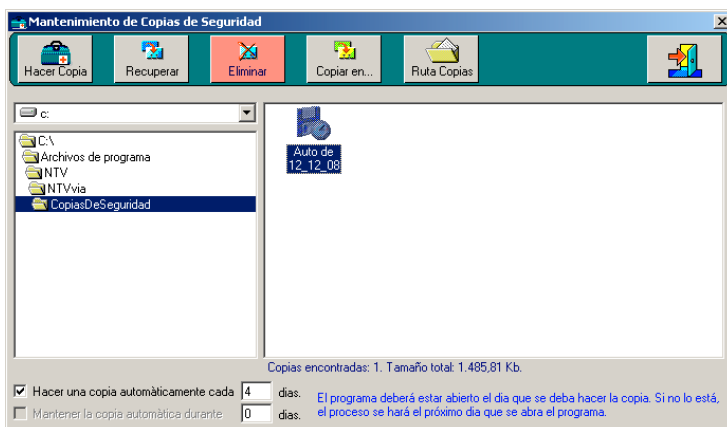 Mantenimiento de Copias de Seguridad
Hacer Copia
Recuperar
Eliminar
Copiar en...
Ruta Copias
c:
C:\
Archivos de programa
NTV
NTVvia
CopiasDeSeguridad
Auto de
12_12_08
Copias encontradas: 1. Tamaño total: 1.485,81 Kb.
Hacer una copia automàticamente cada 4 dias.
Mantener la copia automàtica durante 0 dias.
El programa deberá estar abierto el dia que se deba hacer la copia. Si no lo está,
el proceso se hará el próximo dia que se abra el programa.